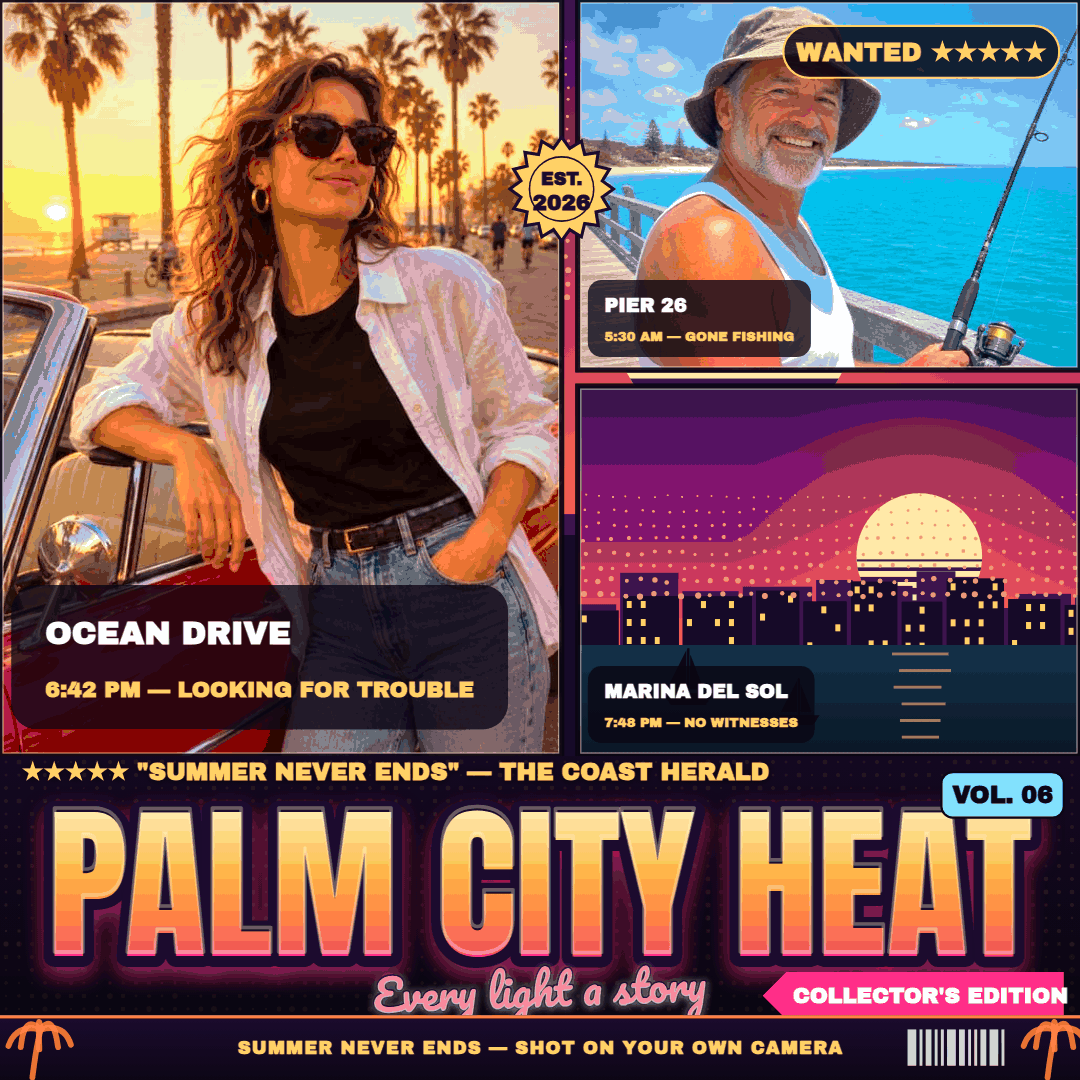 WANTED ★★★★★
EST.
2026
PIER 26
5:30 AM — GONE FISHING
OCEAN DRIVE
6:42 PM — LOOKING FOR TROUBLE
MARINA DEL SOL
7:48 PM — NO WITNESSES
★★★★★ "SUMMER NEVER ENDS" — THE COAST HERALD
VOL. 06
PALM CITY HEAT
Every light a story
COLLECTOR'S EDITION
SUMMER NEVER ENDS — SHOT ON YOUR OWN CAMERA